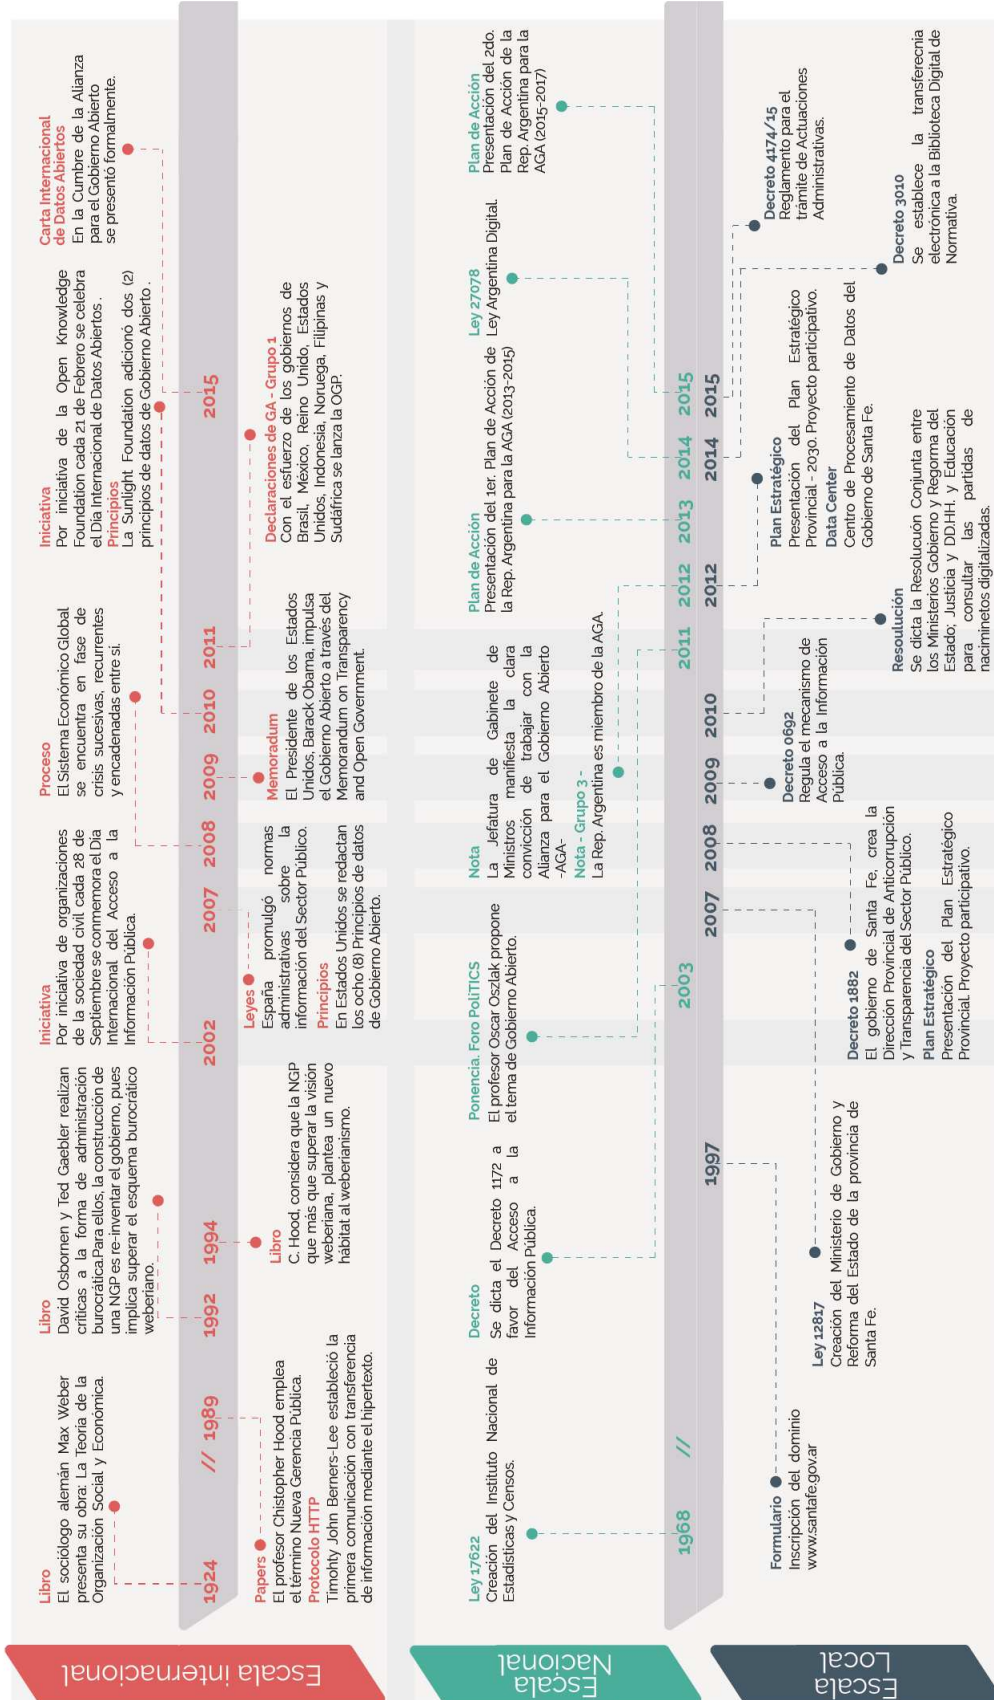 Escala internacional
Libro
El sociólogo alemán Max Weber
presenta su obra: La Teoría de la
Organización Social y Económica.
Libro
David Osbornen y Ted Gaebler realizan
críticas a la forma de administración
burocrática.Para ellos, la construcción de
una NGP es re-inventar el gobierno, pues
implica superar el esquema burocrático
weberiano.
Iniciativa
Por iniciativa de organizaciones
de la sociedad civil cada 28 de
Septiembre se conmemora el Día
Internacional del Acceso a la
Información Pública.
Proceso
El Sistema Económico Global
se encuentra en fase de
crisis sucesivas, recurrentes
y encadenadas entre si.
Iniciativa
Por iniciativa de la Open Knowledge
Foundation cada 21 de Febrero se celebra
el Día Internacional de Datos Abiertos .
Principios
La Sunlight Foundation adicionó dos (2)
principios de datos de Gobierno Abierto .
Carta Internacional
de Datos Abiertos
En la Cumbre de la Alianza
para el Gobierno Abierto
se presentó formalmente.
1924 // 1989 1992 1994 2002 2007 2008 2009 2010 2011 2015
Papers
El profesor Chistopher Hood emplea
el término Nueva Gerencia Pública.
Protocolo HTTP
Timohty John Berners-Lee estableció la
primera comunicación con transferencia
de información mediante el hipertexto.
Libro
C. Hood, considera que la NGP
que más que superar la visión
weberiana, plantea un nuevo
hábitat al weberianismo.
Leyes
España promulgó normas
administrativas sobre la
información del Sector Público.
Principios
En Estados Unidos se redactan
los ocho (8) Principios de datos
de Gobierno Abierto.
Memoradum
El Presidente de los Estados
Unidos, Barack Obama, impulsa
el Gobierno Abierto a través del
Memorandum on Transparency
and Open Government.
Declaraciones de GA - Grupo 1
Con el esfuerzo de los gobiernos de
Brasil, México, Reino Unido, Estados
Unidos, Indonesia, Noruega, Filipinas y
Sudáfrica se lanza la OGP.
Escala
Nacional
Ley 17622
Creación del Instituto Nacional de
Estadísticas y Censos.
Decreto
Se dicta el Decreto 1172 a
favor del Acceso a la
Información Pública.
Ponencia. Foro PoliTICS
El profesor Oscar Oszlak propone
el tema de Gobierno Abierto.
Nota
La Jefatura de Gabinete de
Ministros manifiesta la clara
convicción de trabajar con la
Alianza para el Gobierno Abierto
-AGA-
Nota - Grupo 3 -
La Rep. Argentina es miembro de la AGA.
Plan de Acción
Presentación del 1er. Plan de Acción de
la Rep. Argentina para la AGA (2013-2015)
Ley 27078
Ley Argentina Digital.
Plan de Acción
Presentación del 2do.
Plan de Acción de la
Rep. Argentina para la
AGA (2015-2017)
1968 // 2003 2011 2012 2013 2014 2015
Escala
Local
1997 2007 2008 2009 2010 2012 2014 2015
Formulario
Inscripción del dominio
www.santafe.gov.ar
Ley 12817
Creación del Ministerio de Gobierno y
Reforma del Estado de la provincia de
Santa Fe.
Decreto 1882
El gobierno de Santa Fe, crea la
Dirección Provincial de Anticorrupción
y Transparencia del Sector Público.
Plan Estratégico
Presentación del Plan Estratégico
Provincial. Proyecto participativo.
Decreto 0692
Regula el mecanismo de
Acceso a la Información
Pública.
Resoulución
Se dicta la Resolución Conjunta entre
los Ministerios Gobierno y Regorma del
Estado; Justicia y DD.HH. y Educación
para consultar las partidas de
naciminetos digitalizadas.
Plan Estratégico
Presentación del Plan Estratégico
Provincial - 2030. Proyecto participativo.
Data Center
Centro de Procesamiento de Datos del
Gobierno de Santa Fe.
Decreto 4174/15
Reglamento para el
trámite de Actuaciones
Administrativas.
Decreto 3010
Se establece la transferecnia
electrónica a la Biblioteca Digital de
Normativa.